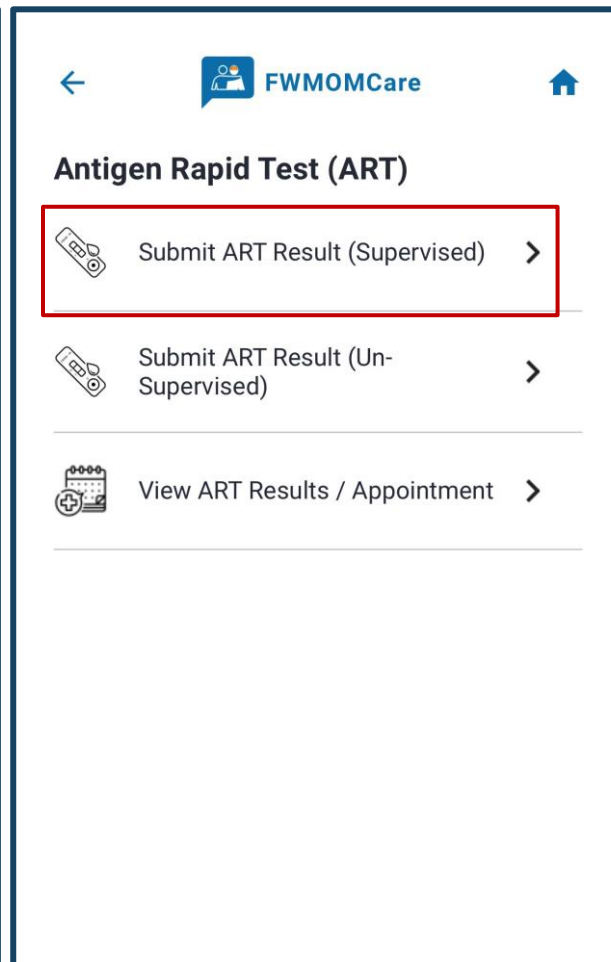 FWMOMCare
Antigen Rapid Test (ART)
Submit ART Result (Supervised)
Submit ART Result (Un-
Supervised)
View ART Results / Appointment